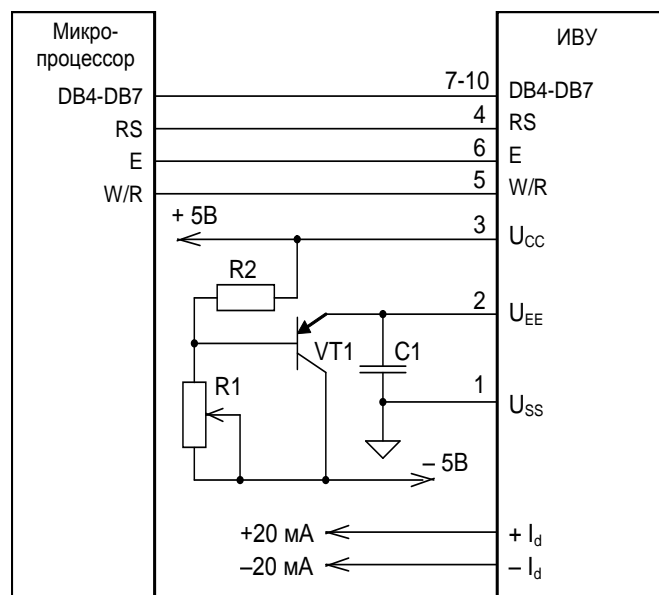 Микро-
процессор
ИВУ
DB4-DB7
7-10
DB4-DB7
RS
4
RS
E
6
E
W/R
5
W/R
+ 5В
3
UCC
R2
2
UEE
VT1
C1
R1
1
USS
– 5В
+20 мА
+ Id
–20 мА
– Id